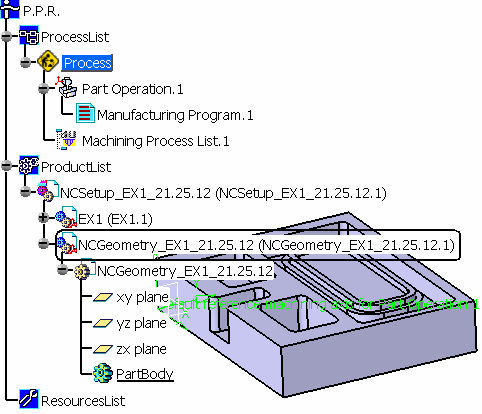 P.P.R.
ProcessList
Process
Part Operation.1
Manufacturing Program.1
Machining Process List.1
ProductList
NCSetup_EX1_21.25.12 (NCSetup_EX1_21.25.12.1)
EX1 (EX1.1)
NCGeometry_EX1_21.25.12 (NCGeometry_EX1_21.25.12.1)
NCGeometry_EX1_21.25.12
xy plane
yz plane
zx plane
PartBody
ResourcesList